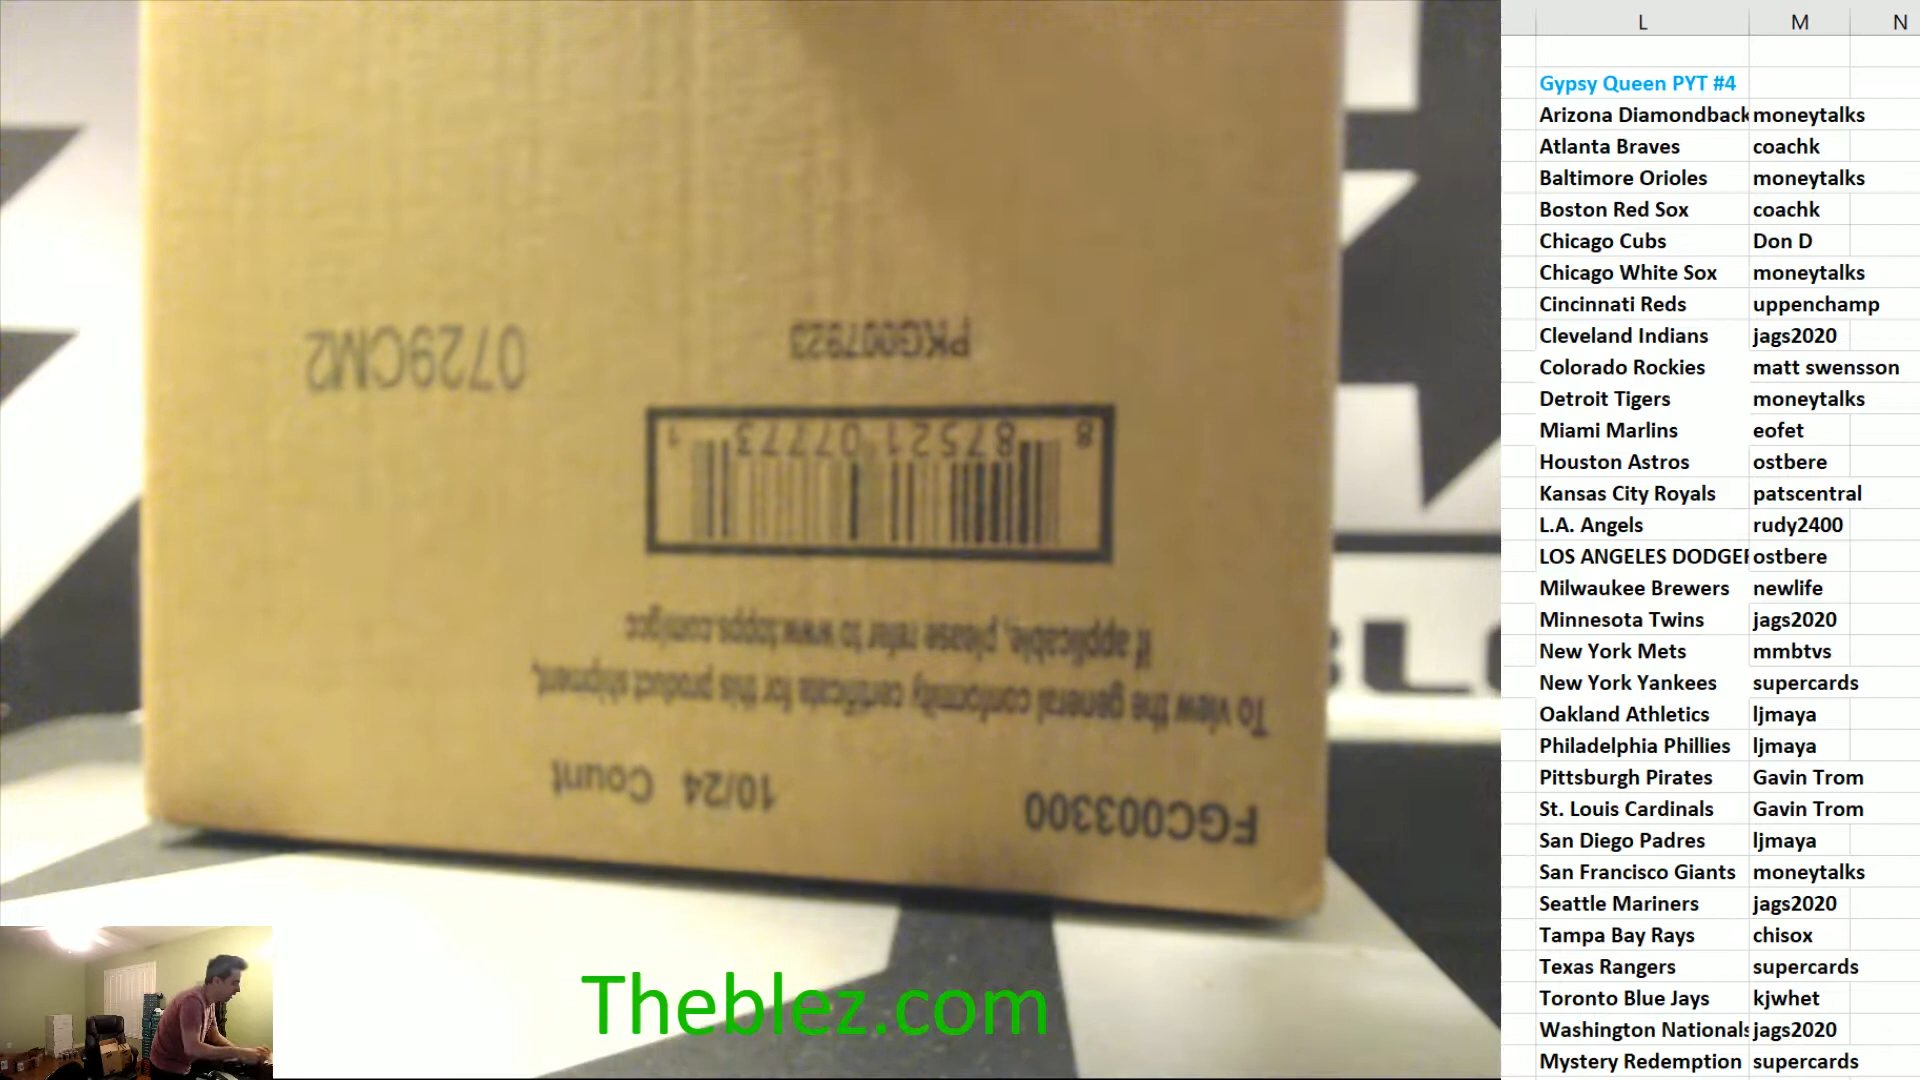 PKG007923
0729CM2
8 87521 07773 1
If applicable, please refer to www.topps.com/gcc
To view the general conformity certificate for this product shipment,
10/24 Count
FGC003300
Theblez.com
L M N
Gypsy Queen PYT #4
Arizona Diamondback moneytalks
Atlanta Braves coachk
Baltimore Orioles moneytalks
Boston Red Sox coachk
Chicago Cubs Don D
Chicago White Sox moneytalks
Cincinnati Reds uppenchamp
Cleveland Indians jags2020
Colorado Rockies matt swensson
Detroit Tigers moneytalks
Miami Marlins eofet
Houston Astros ostbere
Kansas City Royals patscentral
L.A. Angels rudy2400
LOS ANGELES DODGER ostbere
Milwaukee Brewers newlife
Minnesota Twins jags2020
New York Mets mmbtvs
New York Yankees supercards
Oakland Athletics ljmaya
Philadelphia Phillies ljmaya
Pittsburgh Pirates Gavin Trom
St. Louis Cardinals Gavin Trom
San Diego Padres ljmaya
San Francisco Giants moneytalks
Seattle Mariners jags2020
Tampa Bay Rays chisox
Texas Rangers supercards
Toronto Blue Jays kjwhet
Washington Nationals jags2020
Mystery Redemption supercards